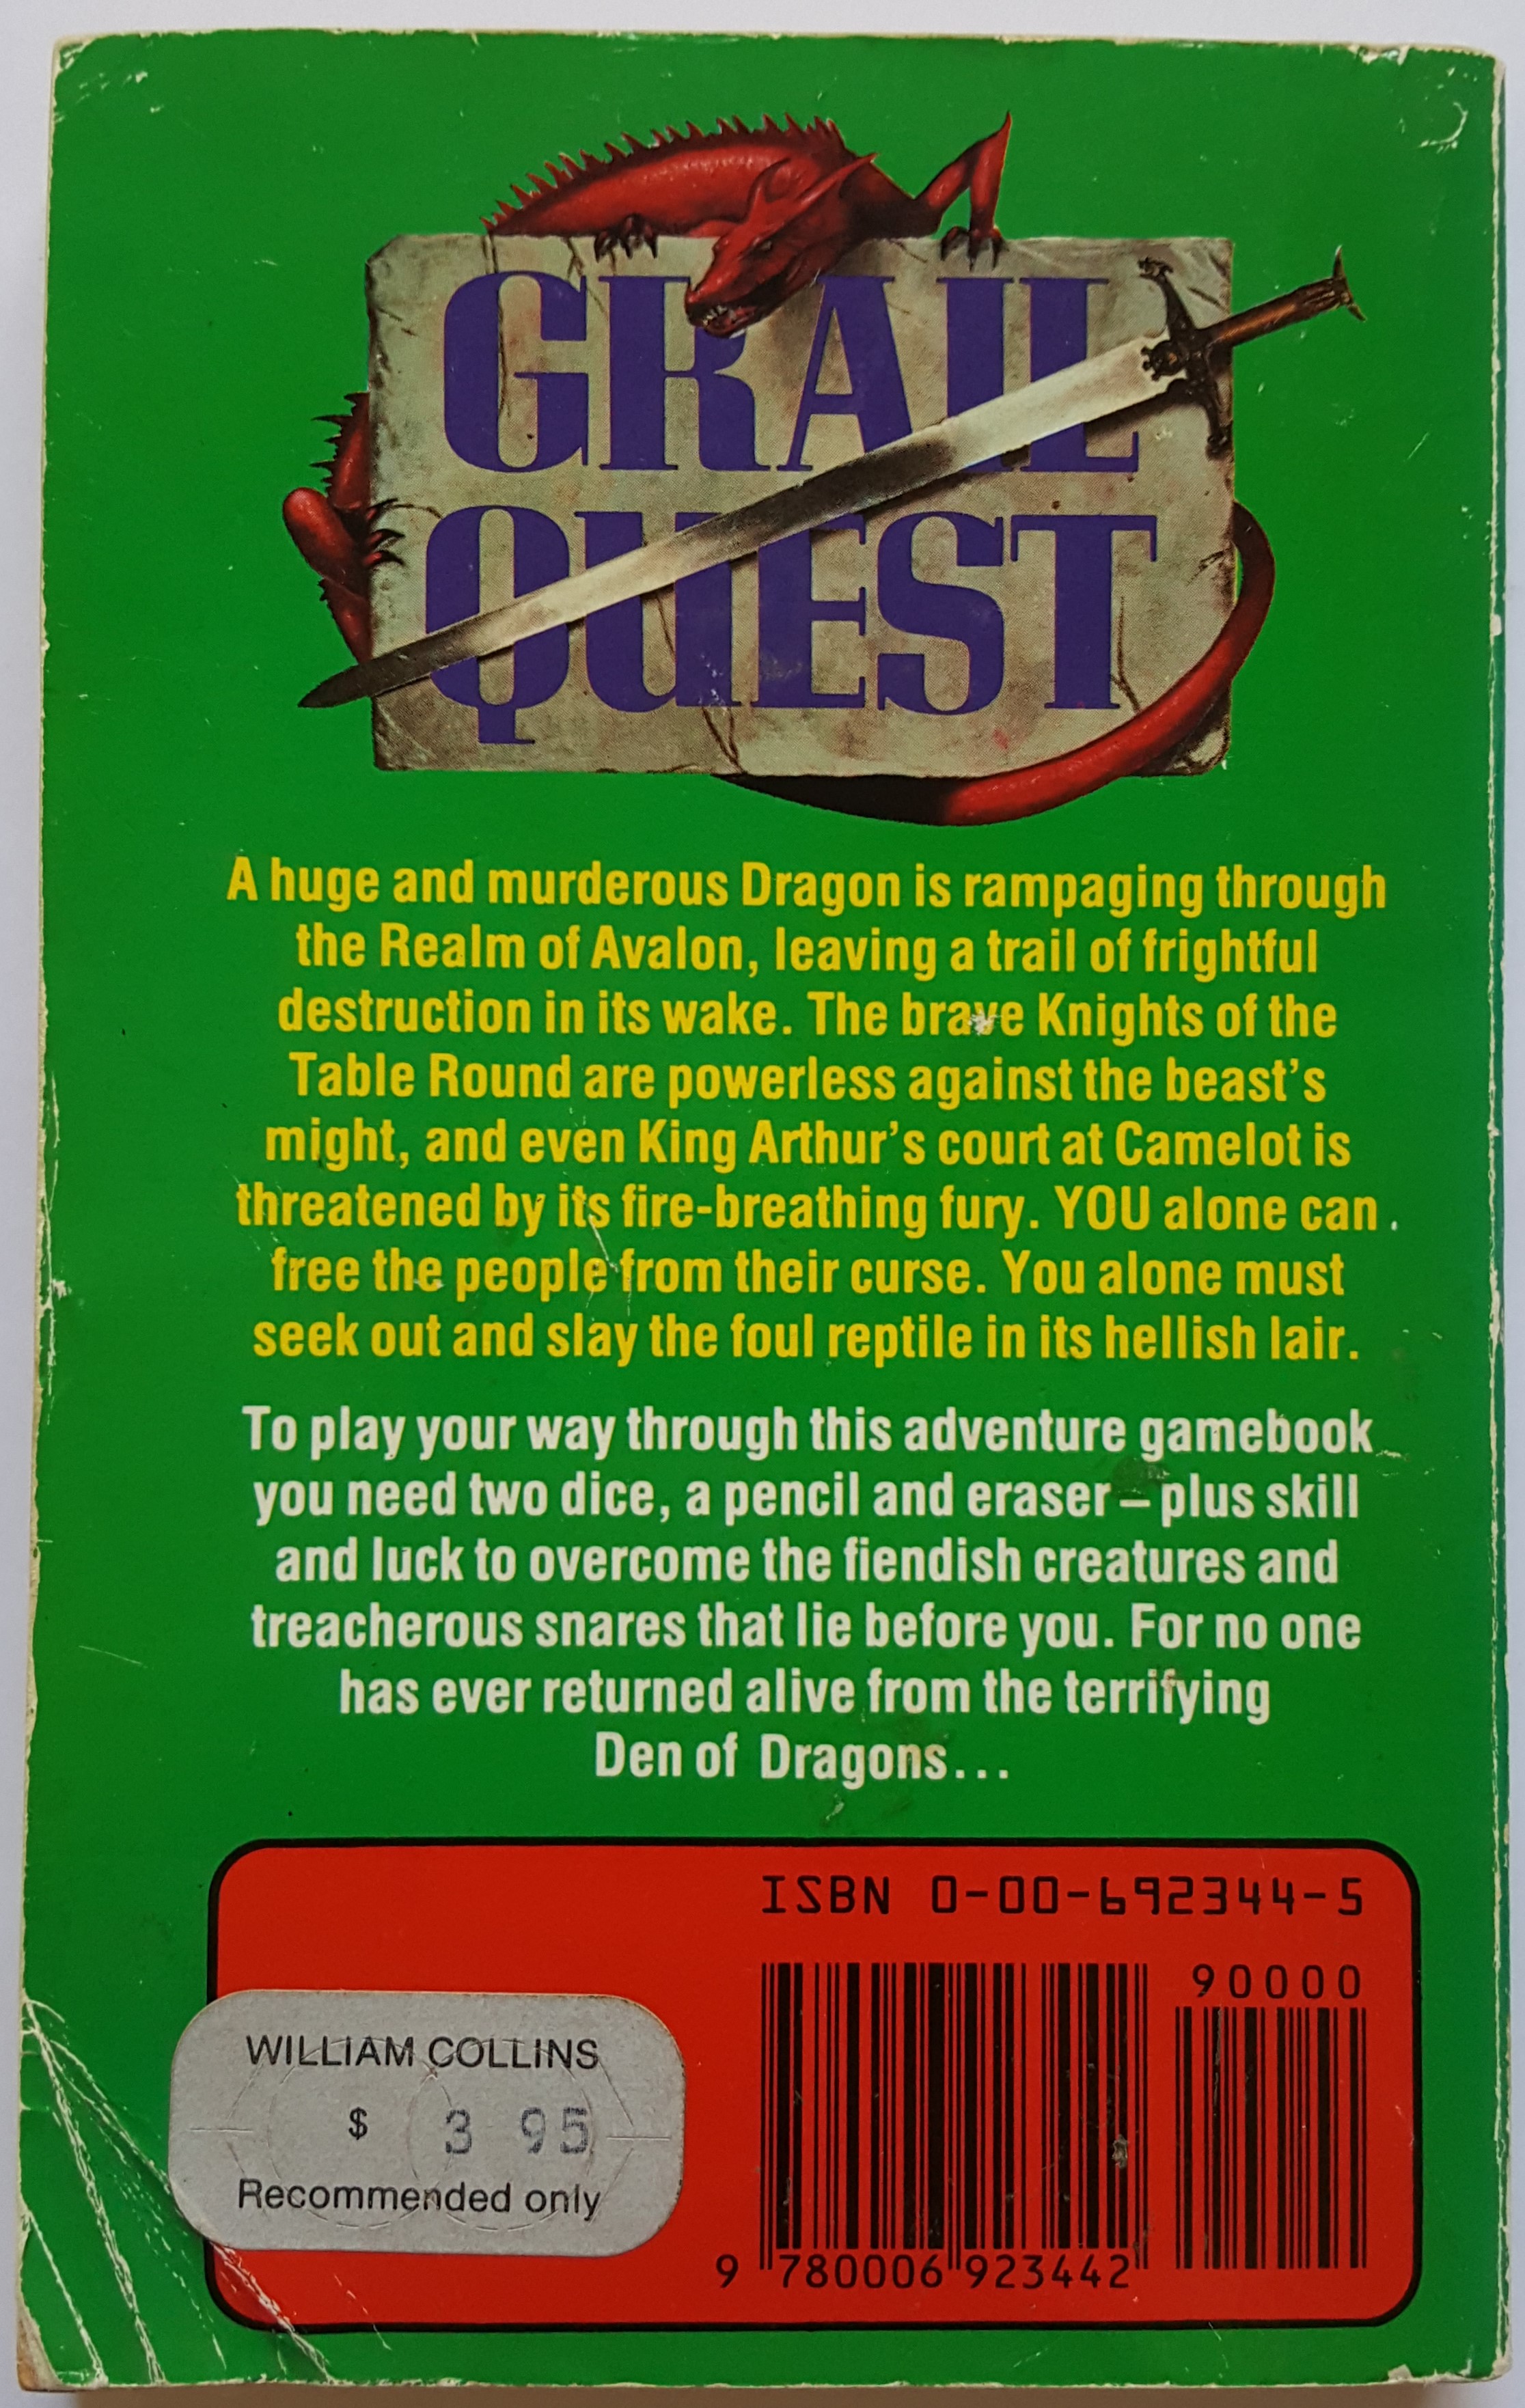 GRAIL
QUEST
A huge and murderous Dragon is rampaging through
the Realm of Avalon, leaving a trail of frightful
destruction in its wake. The brave Knights of the
Table Round are powerless against the beast's
might, and even King Arthur's court at Camelot is
threatened by its fire-breathing fury. YOU alone can
free the people from their curse. You alone must
seek out and slay the foul reptile in its hellish lair.
To play your way through this adventure gamebook
you need two dice, a pencil and eraser – plus skill
and luck to overcome the fiendish creatures and
treacherous snares that lie before you. For no one
has ever returned alive from the terrifying
Den of Dragons...
ISBN 0-00-692344-5
90000
WILLIAM COLLINS
$ 3 95
Recommended only
9 780006 923442